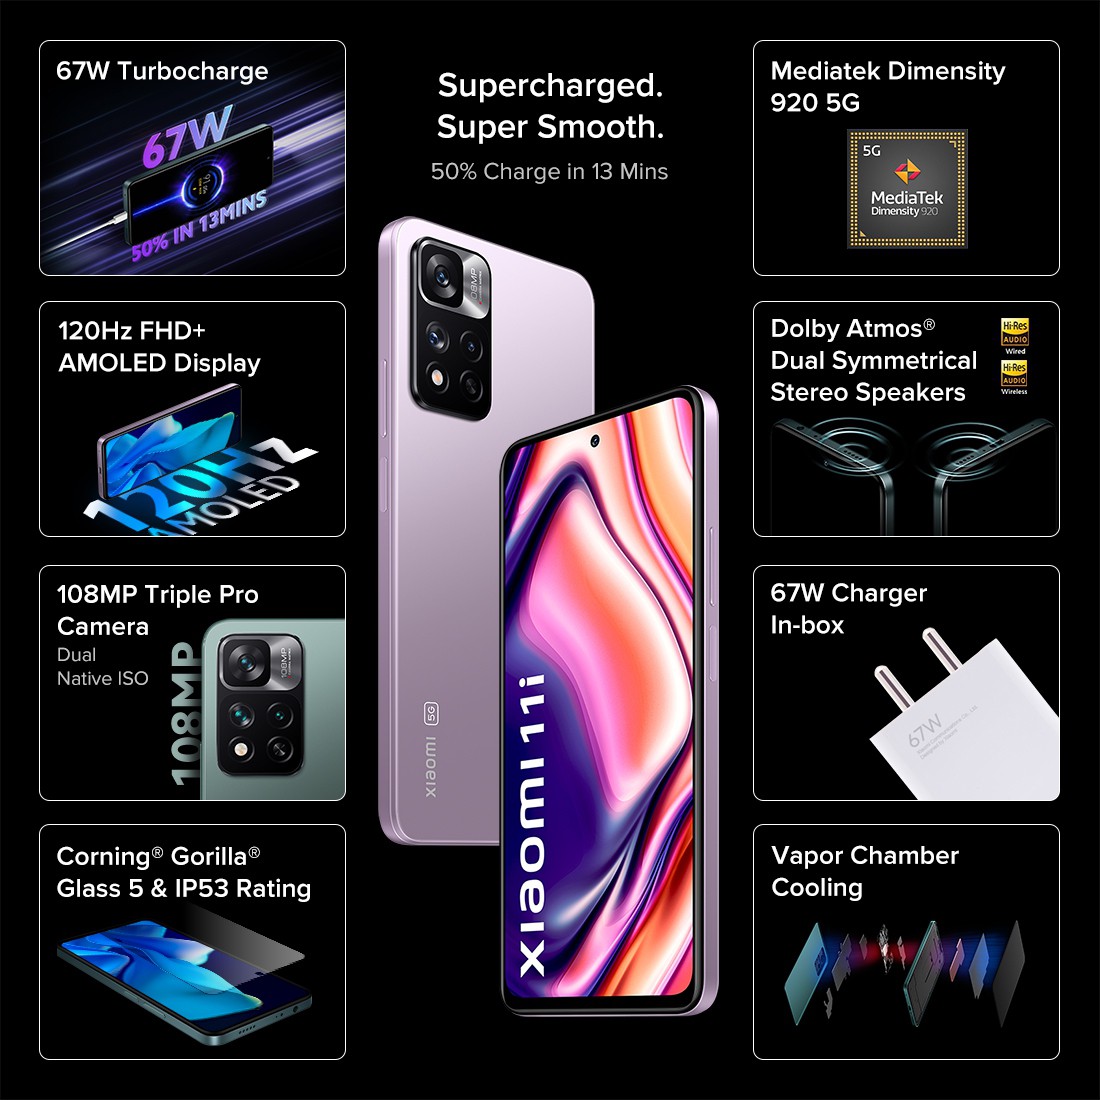 67W Turbocharge
67W
50% IN 13MINS
Supercharged.
Super Smooth.
50% Charge in 13 Mins
Mediatek Dimensity
920 5G
5G
MediaTek
Dimensity 920
120Hz FHD+
AMOLED Display
120HZ
AMOLED
Dolby Atmos®
Dual Symmetrical
Stereo Speakers
Hi-Res
AUDIO
Wired
Hi-Res
AUDIO
Wireless
108MP
xiaomi 5G
xiaomi 11i
108MP Triple Pro
Camera
Dual
Native ISO
108MP
108MP
67W Charger
In-box
67W
Corning® Gorilla®
Glass 5 & IP53 Rating
Vapor Chamber
Cooling